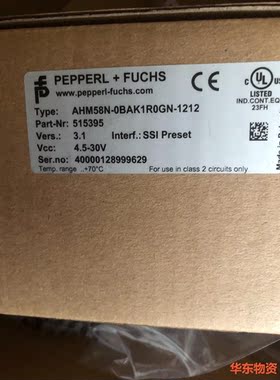 PEPPERL + FUCHS
www.pepperl-fuchs.com
CE
UL
LISTED
IND.CONT.EQ
23FH
Type: AHM58N-0BAK1R0GN-1212
Part-Nr: 515395
Vers.: 3.1 Interf.: SSI Preset
Vcc: 4.5-30V
Ser.no: 40000128999629
Temp. range ..+70°C For use in class 2 circuits only
华东物资